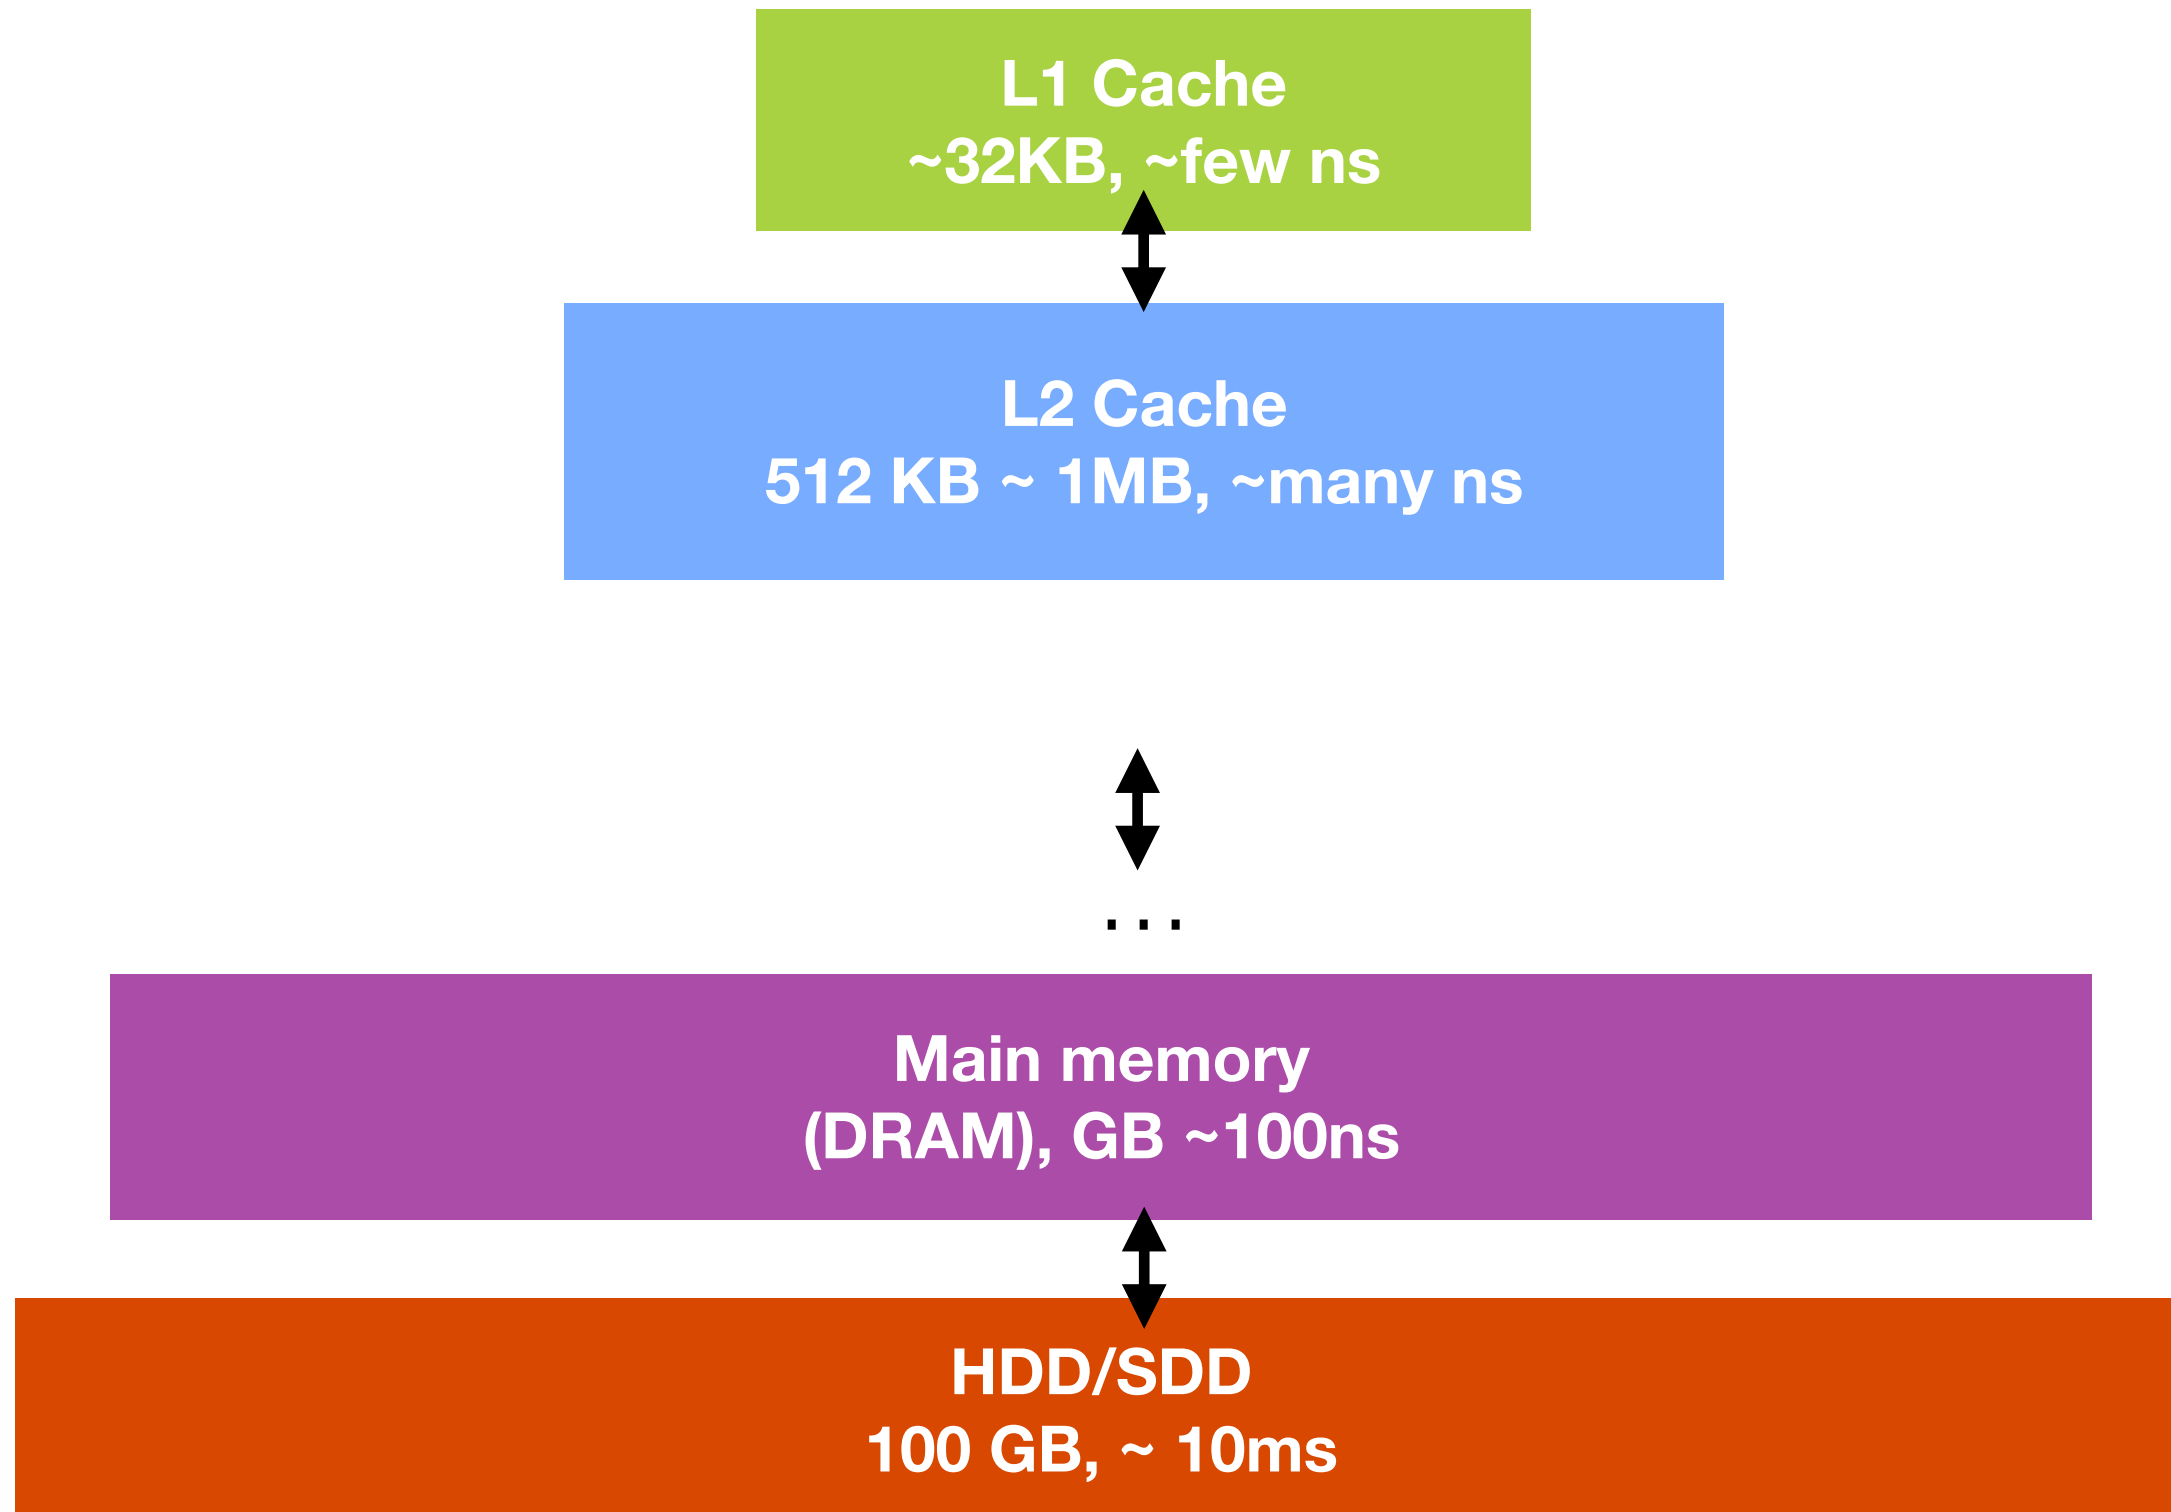 L1 Cache
~32KB, ~few ns
L2 Cache
512 KB ~ 1MB, ~many ns
...
Main memory
(DRAM), GB ~100ns
HDD/SDD
100 GB, ~ 10ms